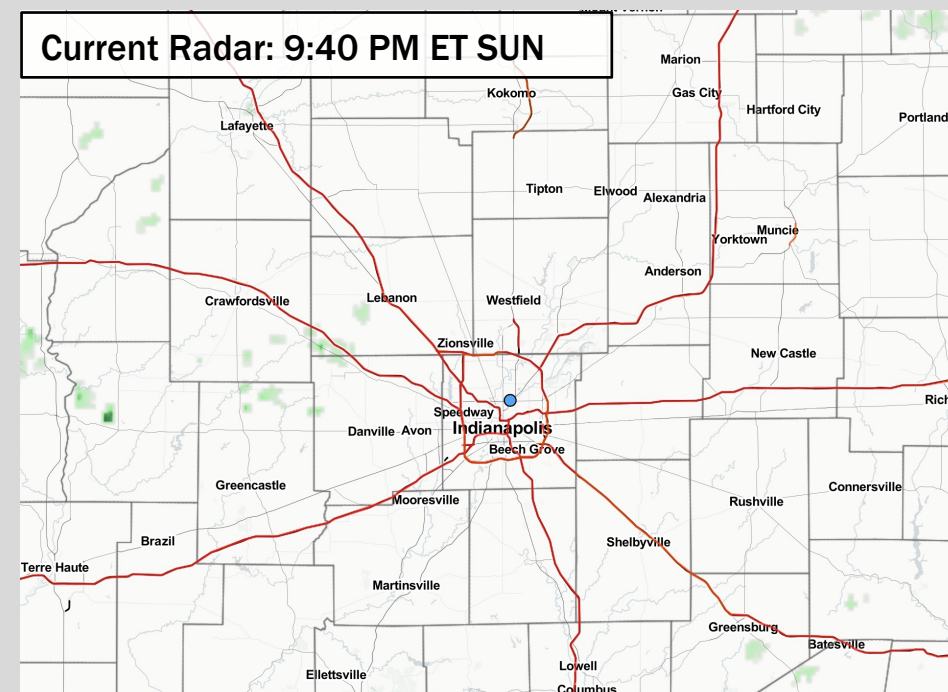 Current Radar: 9:40 PM ET SUN
Marion
Kokomo
Gas City
Hartford City
Portland
Lafayette
Tipton
Elwood
Alexandria
Muncie
Yorktown
Anderson
Crawfordsville
Lebanon
Westfield
Zionsville
New Castle
Rich
Speedway
Indianapolis
Danville
Avon
Beech Grove
Greencastle
Mooresville
Rushville
Connersville
Brazil
Shelbyville
Terre Haute
Martinsville
Greensburg
Batesville
Lowell
Ellettsville
Columbus